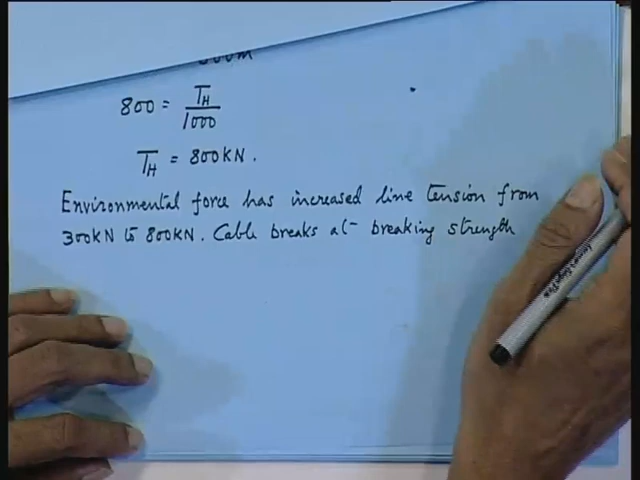 800 = T_H / 1000
T_H = 800KN.
Environmental force has increased line tension from
300KN to 800KN. Cable breaks at breaking strength